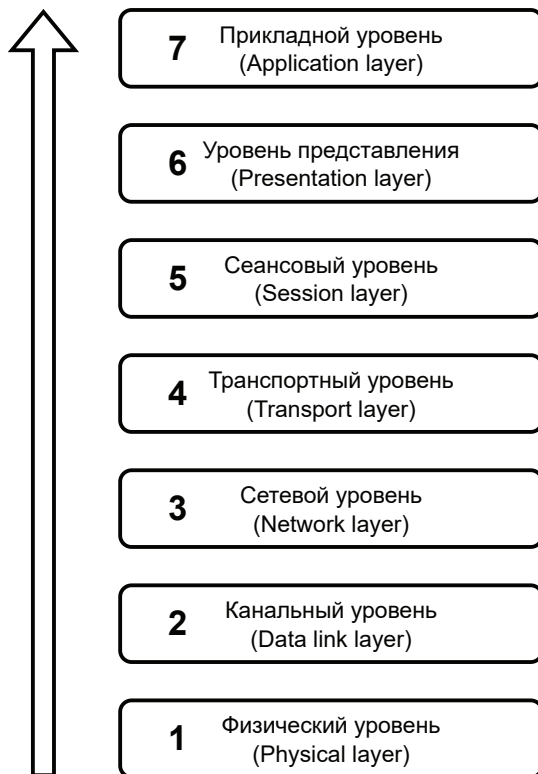 7 Прикладной уровень
(Application layer)
6 Уровень представления
(Presentation layer)
5 Сеансовый уровень
(Session layer)
4 Транспортный уровень
(Transport layer)
3 Сетевой уровень
(Network layer)
2 Канальный уровень
(Data link layer)
1 Физический уровень
(Physical layer)